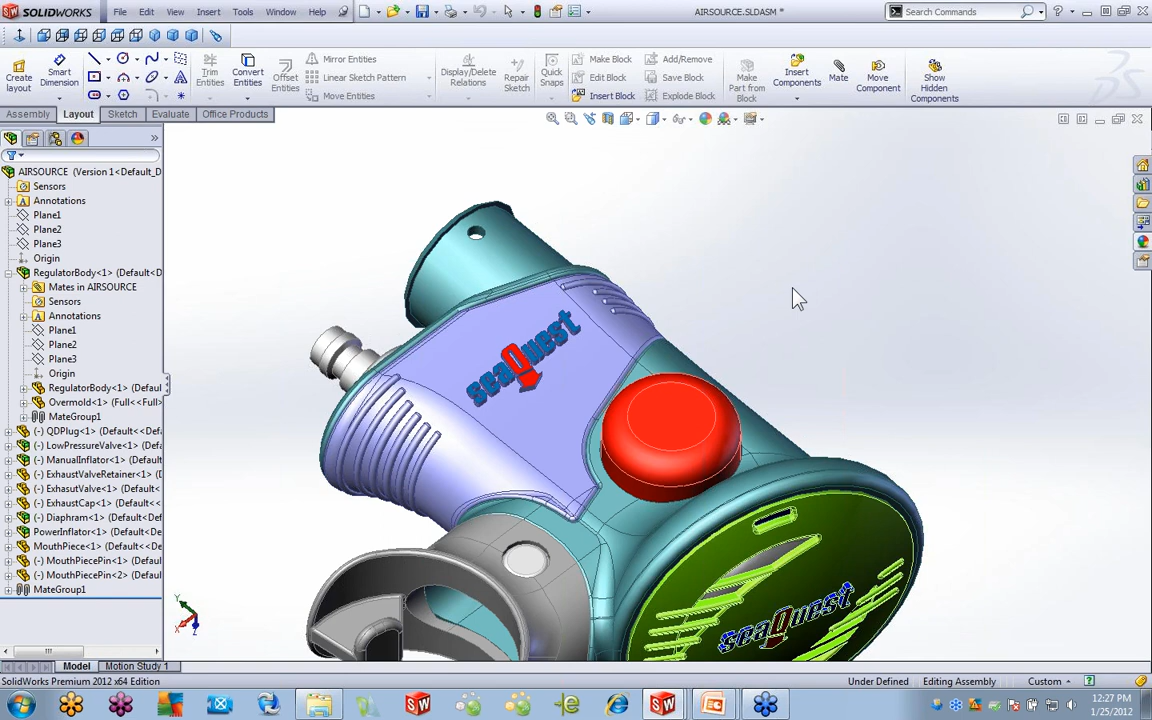 SOLIDWORKS File Edit View Insert Tools Window Help AIRSOURCE.SLDASM * Search Commands
Create layout Smart Dimension Trim Entities Convert Entities Offset Entities Mirror Entities Linear Sketch Pattern Move Entities Display/Delete Relations Repair Sketch Quick Snaps Make Block Edit Block Insert Block Add/Remove Save Block Explode Block Make Part from Block Insert Components Mate Move Component Show Hidden Components
Assembly Layout Sketch Evaluate Office Products
AIRSOURCE (Version 1<Default_D
Sensors
Annotations
Plane1
Plane2
Plane3
Origin
RegulatorBody<1> (Default<D
Mates in AIRSOURCE
Sensors
Annotations
Plane1
Plane2
Plane3
Origin
RegulatorBody<1> (Defaul
Overmold<1> (Full<<Full>
MateGroup1
(-) QDPlug<1> (Default<<Def
(-) LowPressureValve<1> (De
(-) ManualInflator<1> (Defaul
(-) ExhaustValveRetainer<1> (
(-) ExhasutValve<1> (Default
(-) ExhaustCap<1> (Default<<
(-) Diaphram<1> (Default<Def
PowerInflator<1> (Default<De
MouthPiece<1> (Default<<De
(-) MouthPiecePin<1> (Defaul
(-) MouthPiecePin<2> (Defaul
MateGroup1
seaQuest
seaQuest
Y
X
Z
Model Motion Study 1
SolidWorks Premium 2012 x64 Edition Under Defined Editing Assembly Custom
12:27 PM
1/25/2012